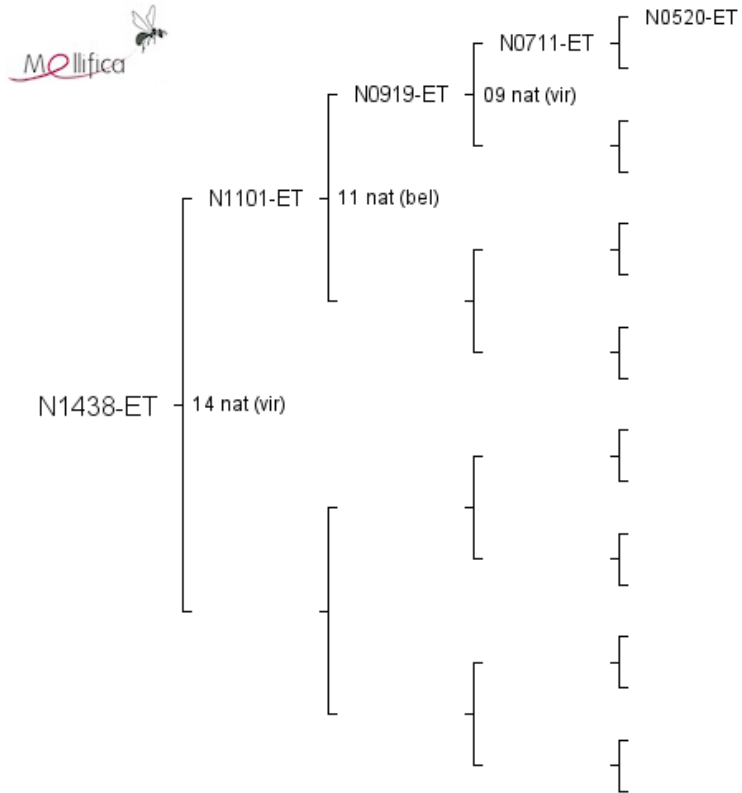 Mellifica
N0520-ET
N0711-ET
N0919-ET
09 nat (vir)
N1101-ET
11 nat (bel)
N1438-ET
14 nat (vir)